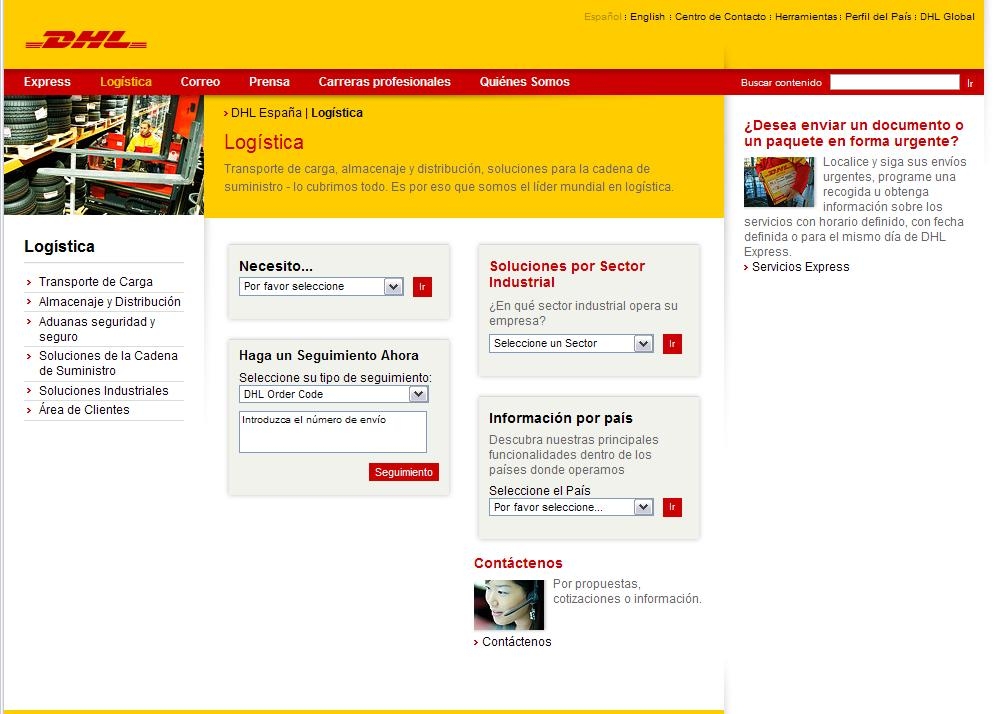 Español : English : Centro de Contacto : Herramientas : Perfil del País : DHL Global
DHL
Express Logística Correo Prensa Carreras profesionales Quiénes Somos
Buscar contenido Ir
› DHL España | Logística
Logística
Transporte de carga, almacenaje y distribución, soluciones para la cadena de
suministro - lo cubrimos todo. Es por eso que somos el líder mundial en logística.
Logística
› Transporte de Carga
› Almacenaje y Distribución
› Aduanas seguridad y
seguro
› Soluciones de la Cadena
de Suministro
› Soluciones Industriales
› Área de Clientes
Necesito...
Por favor seleccione Ir
Haga un Seguimiento Ahora
Seleccione su tipo de seguimiento:
DHL Order Code
Introduzca el número de envío
Seguimiento
Soluciones por Sector
Industrial
¿En qué sector industrial opera su
empresa?
Seleccione un Sector Ir
Información por país
Descubra nuestras principales
funcionalidades dentro de los
países donde operamos
Seleccione el País
Por favor seleccione... Ir
Contáctenos
Por propuestas,
cotizaciones o información.
› Contáctenos
¿Desea enviar un documento o
un paquete en forma urgente?
DHL
Localice y siga sus envíos
urgentes, programe una
recogida u obtenga
información sobre los
servicios con horario definido, con fecha
definida o para el mismo día de DHL
Express.
› Servicios Express